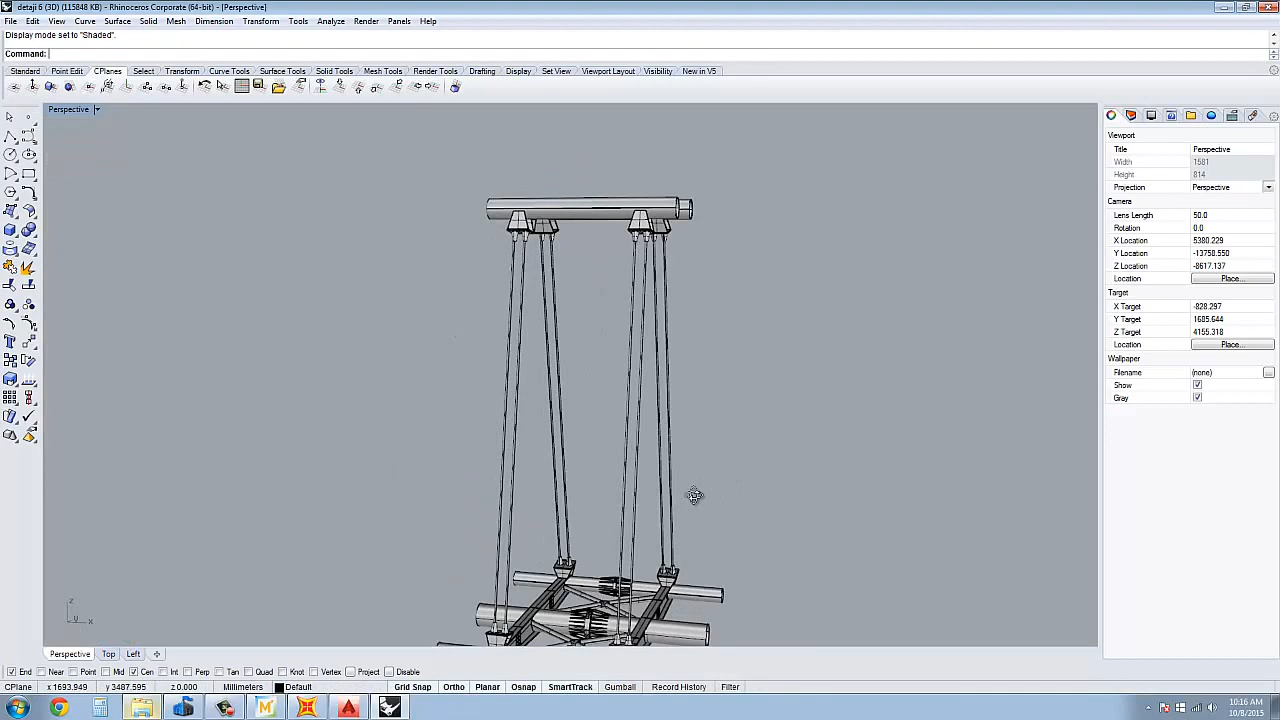 detaji 6 (3D) (115848 KB) - Rhinoceros Corporate (64-bit) - [Perspective]
File Edit View Curve Surface Solid Mesh Dimension Transform Tools Analyze Render Panels Help
Display mode set to "Shaded".
Command:
Standard Point Edit CPlanes Select Transform Curve Tools Surface Tools Solid Tools Mesh Tools Render Tools Drafting Display Set View Viewport Layout Visibility New in V5
Perspective
Viewport
Title Perspective
Width 1581
Height 814
Projection Perspective
Camera
Lens Length 50.0
Rotation 0.0
X Location 5380.229
Y Location -13758.550
Z Location -8617.137
Location Place...
Target
X Target -828.297
Y Target 1685.644
Z Target 4155.318
Location Place...
Wallpaper
Filename (none) ...
Show
Gray
z
y x
Perspective Top Left
End Near Point Mid Cen Int Perp Tan Quad Knot Vertex Project Disable
CPlane x 1693.949 y 3487.595 z 0.000 Millimeters Default Grid Snap Ortho Planar Osnap SmartTrack Gumball Record History Filter
10:16 AM
10/8/2015